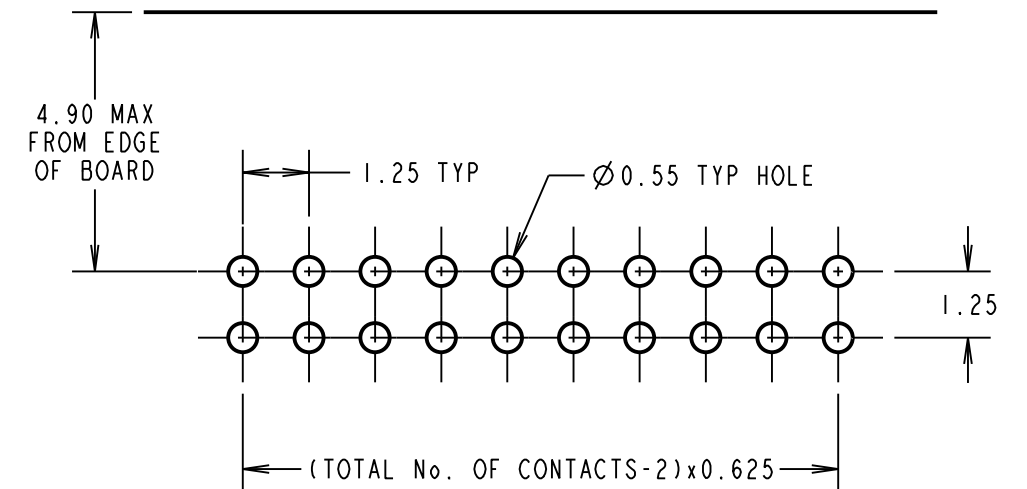 4.90 MAX
FROM EDGE
OF BOARD
1.25 TYP
Ø0.55 TYP HOLE
1.25
(TOTAL No. OF CONTACTS-2)x0.625